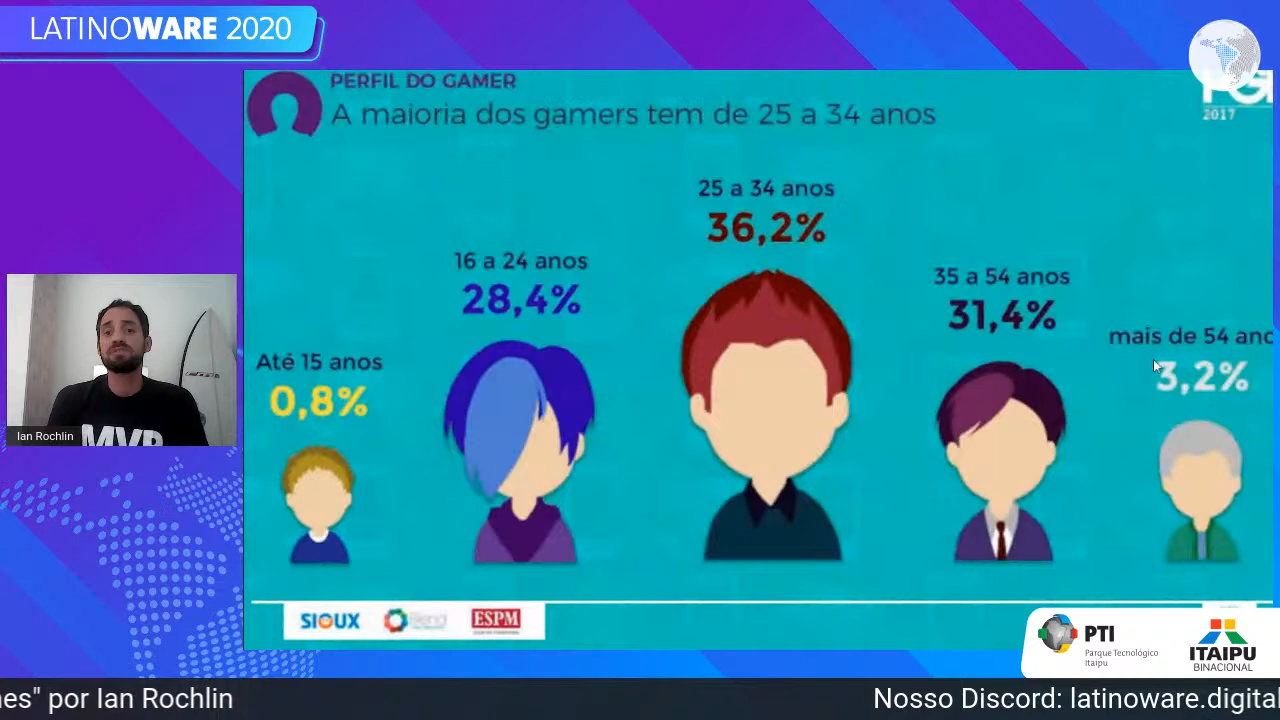 LATINOWARE 2020
PERFIL DO GAMER
A maioria dos gamers tem de 25 a 34 anos
2017
25 a 34 anos
36,2%
16 a 24 anos
28,4%
35 a 54 anos
31,4%
mais de 54 ano
3,2%
Até 15 anos
0,8%
MVP
Ian Rochlin
SIOUX
ESPM
PTI
Parque Tecnológico
Itaipu
ITAIPU
BINACIONAL
nes" por Ian Rochlin
Nosso Discord: latinoware.digital